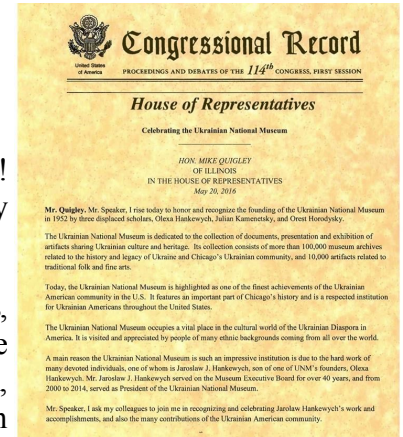 Congressional Record
United States
of America
PROCEEDINGS AND DEBATES OF THE 114th CONGRESS, FIRST SESSION
House of Representatives
Celebrating the Ukrainian National Museum
HON. MIKE QUIGLEY
OF ILLINOIS
IN THE HOUSE OF REPRESENTATIVES
May 20, 2016
Mr. Quigley. Mr. Speaker, I rise today to honor and recognize the founding of the Ukrainian National Museum
in 1952 by three displaced scholars, Olexa Hankewych, Julian Kamenetsky, and Orest Horodysky.
The Ukrainian National Museum is dedicated to the collection of documents, presentation and exhibition of
artifacts sharing Ukrainian culture and heritage. Its collection consists of more than 100,000 museum archives
related to the history and legacy of Ukraine and Chicago's Ukrainian community, and 10,000 artifacts related to
traditional folk and fine arts.
Today, the Ukrainian National Museum is highlighted as one of the finest achievements of the Ukrainian
American community in the U.S. It features an important part of Chicago's history and is a respected institution
for Ukrainian Americans throughout the United States.
The Ukrainian National Museum occupies a vital place in the cultural world of the Ukrainian Diaspora in
America. It is visited and appreciated by people of many ethnic backgrounds coming from all over the world.
A main reason the Ukrainian National Museum is such an impressive institution is due to the hard work of
many devoted individuals, one of whom is Jaroslaw J. Hankewych, son of one of UNM's founders, Olexa
Hankewych. Mr. Jaroslaw J. Hankewych served on the Museum Executive Board for over 40 years, and from
2000 to 2014, served as President of the Ukrainian National Museum.
Mr. Speaker, I ask my colleagues to join me in recognizing and celebrating Jarolaw Hankewych's work and
accomplishments, and also the many contributions of the Ukrainian American community.